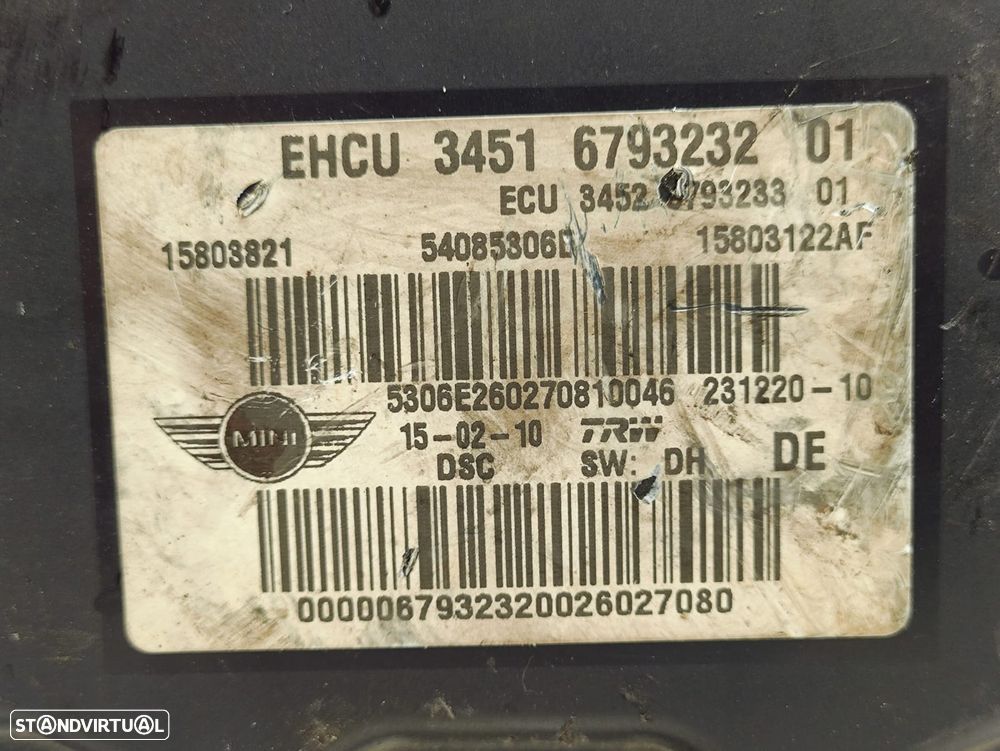 EHCU 3451 6793232 01
ECU 3452 6793233 01
15803821 54085306D 15803122AF
5306E260270810046 231220-10
MINI 15-02-10 TRW DE
DSC SW: DH
0000067932320026027080
STANDVIRTUAL